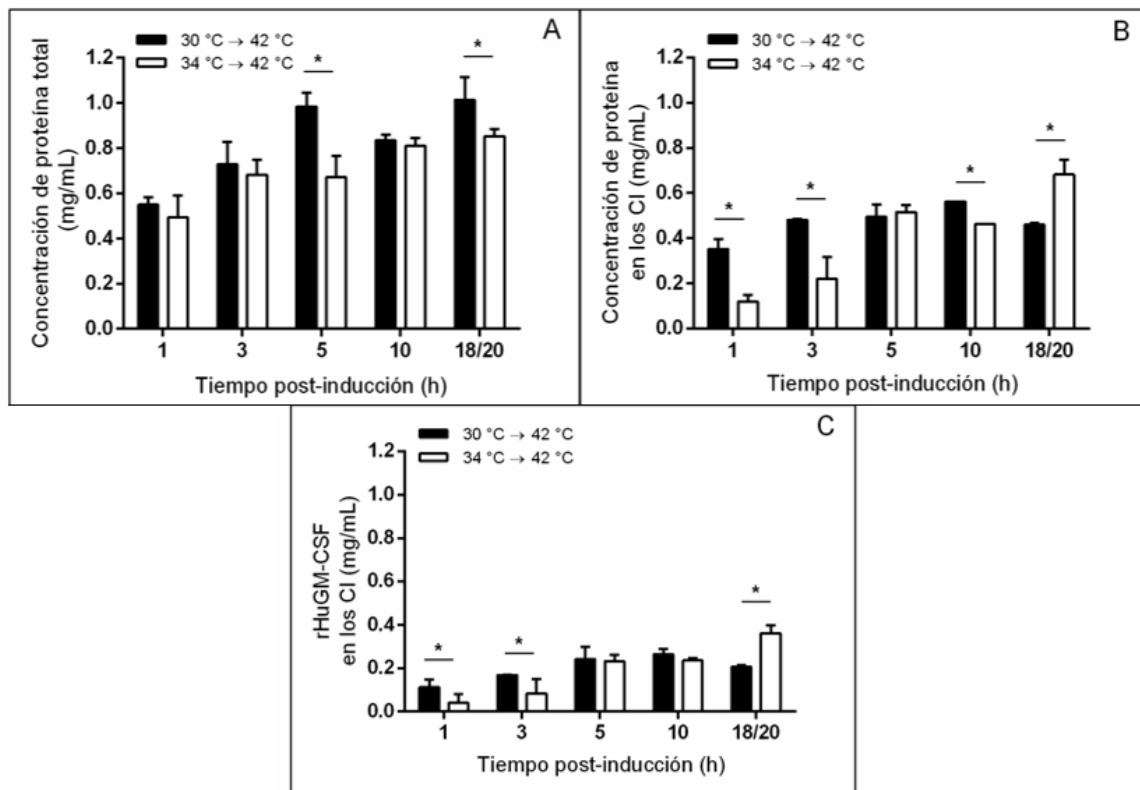 A
30 °C → 42 °C
34 °C → 42 °C
Concentración de proteína total
(mg/mL)
1.2
1.0
0.8
0.6
0.4
0.2
0.0
*
*
1 3 5 10 18/20
Tiempo post-inducción (h)
B
30 °C → 42 °C
34 °C → 42 °C
Concentración de proteína
en los CI (mg/mL)
1.2
1.0
0.8
0.6
0.4
0.2
0.0
*
*
*
*
1 3 5 10 18/20
Tiempo post-inducción (h)
C
30 °C → 42 °C
34 °C → 42 °C
rHuGM-CSF
en los CI (mg/mL)
1.2
1.0
0.8
0.6
0.4
0.2
0.0
*
*
*
1 3 5 10 18/20
Tiempo post-inducción (h)